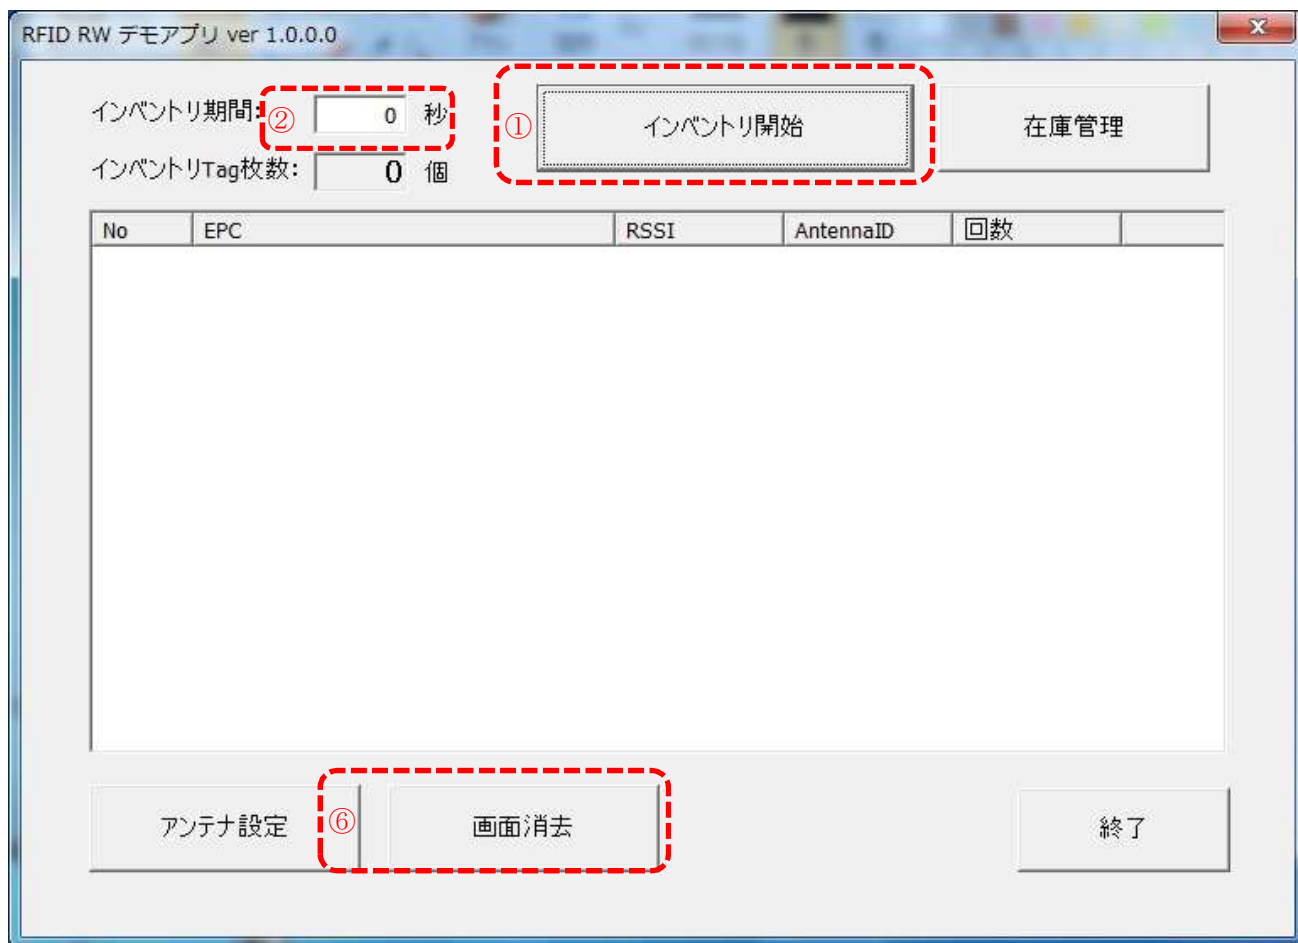 RFID RW デモアプリ ver 1.0.0.0
インベントリ期間: ② 0 秒
① インベントリ開始
在庫管理
インベントリTag枚数: 0 個
No EPC RSSI AntennaID 回数
アンテナ設定
⑥ 画面消去
終了